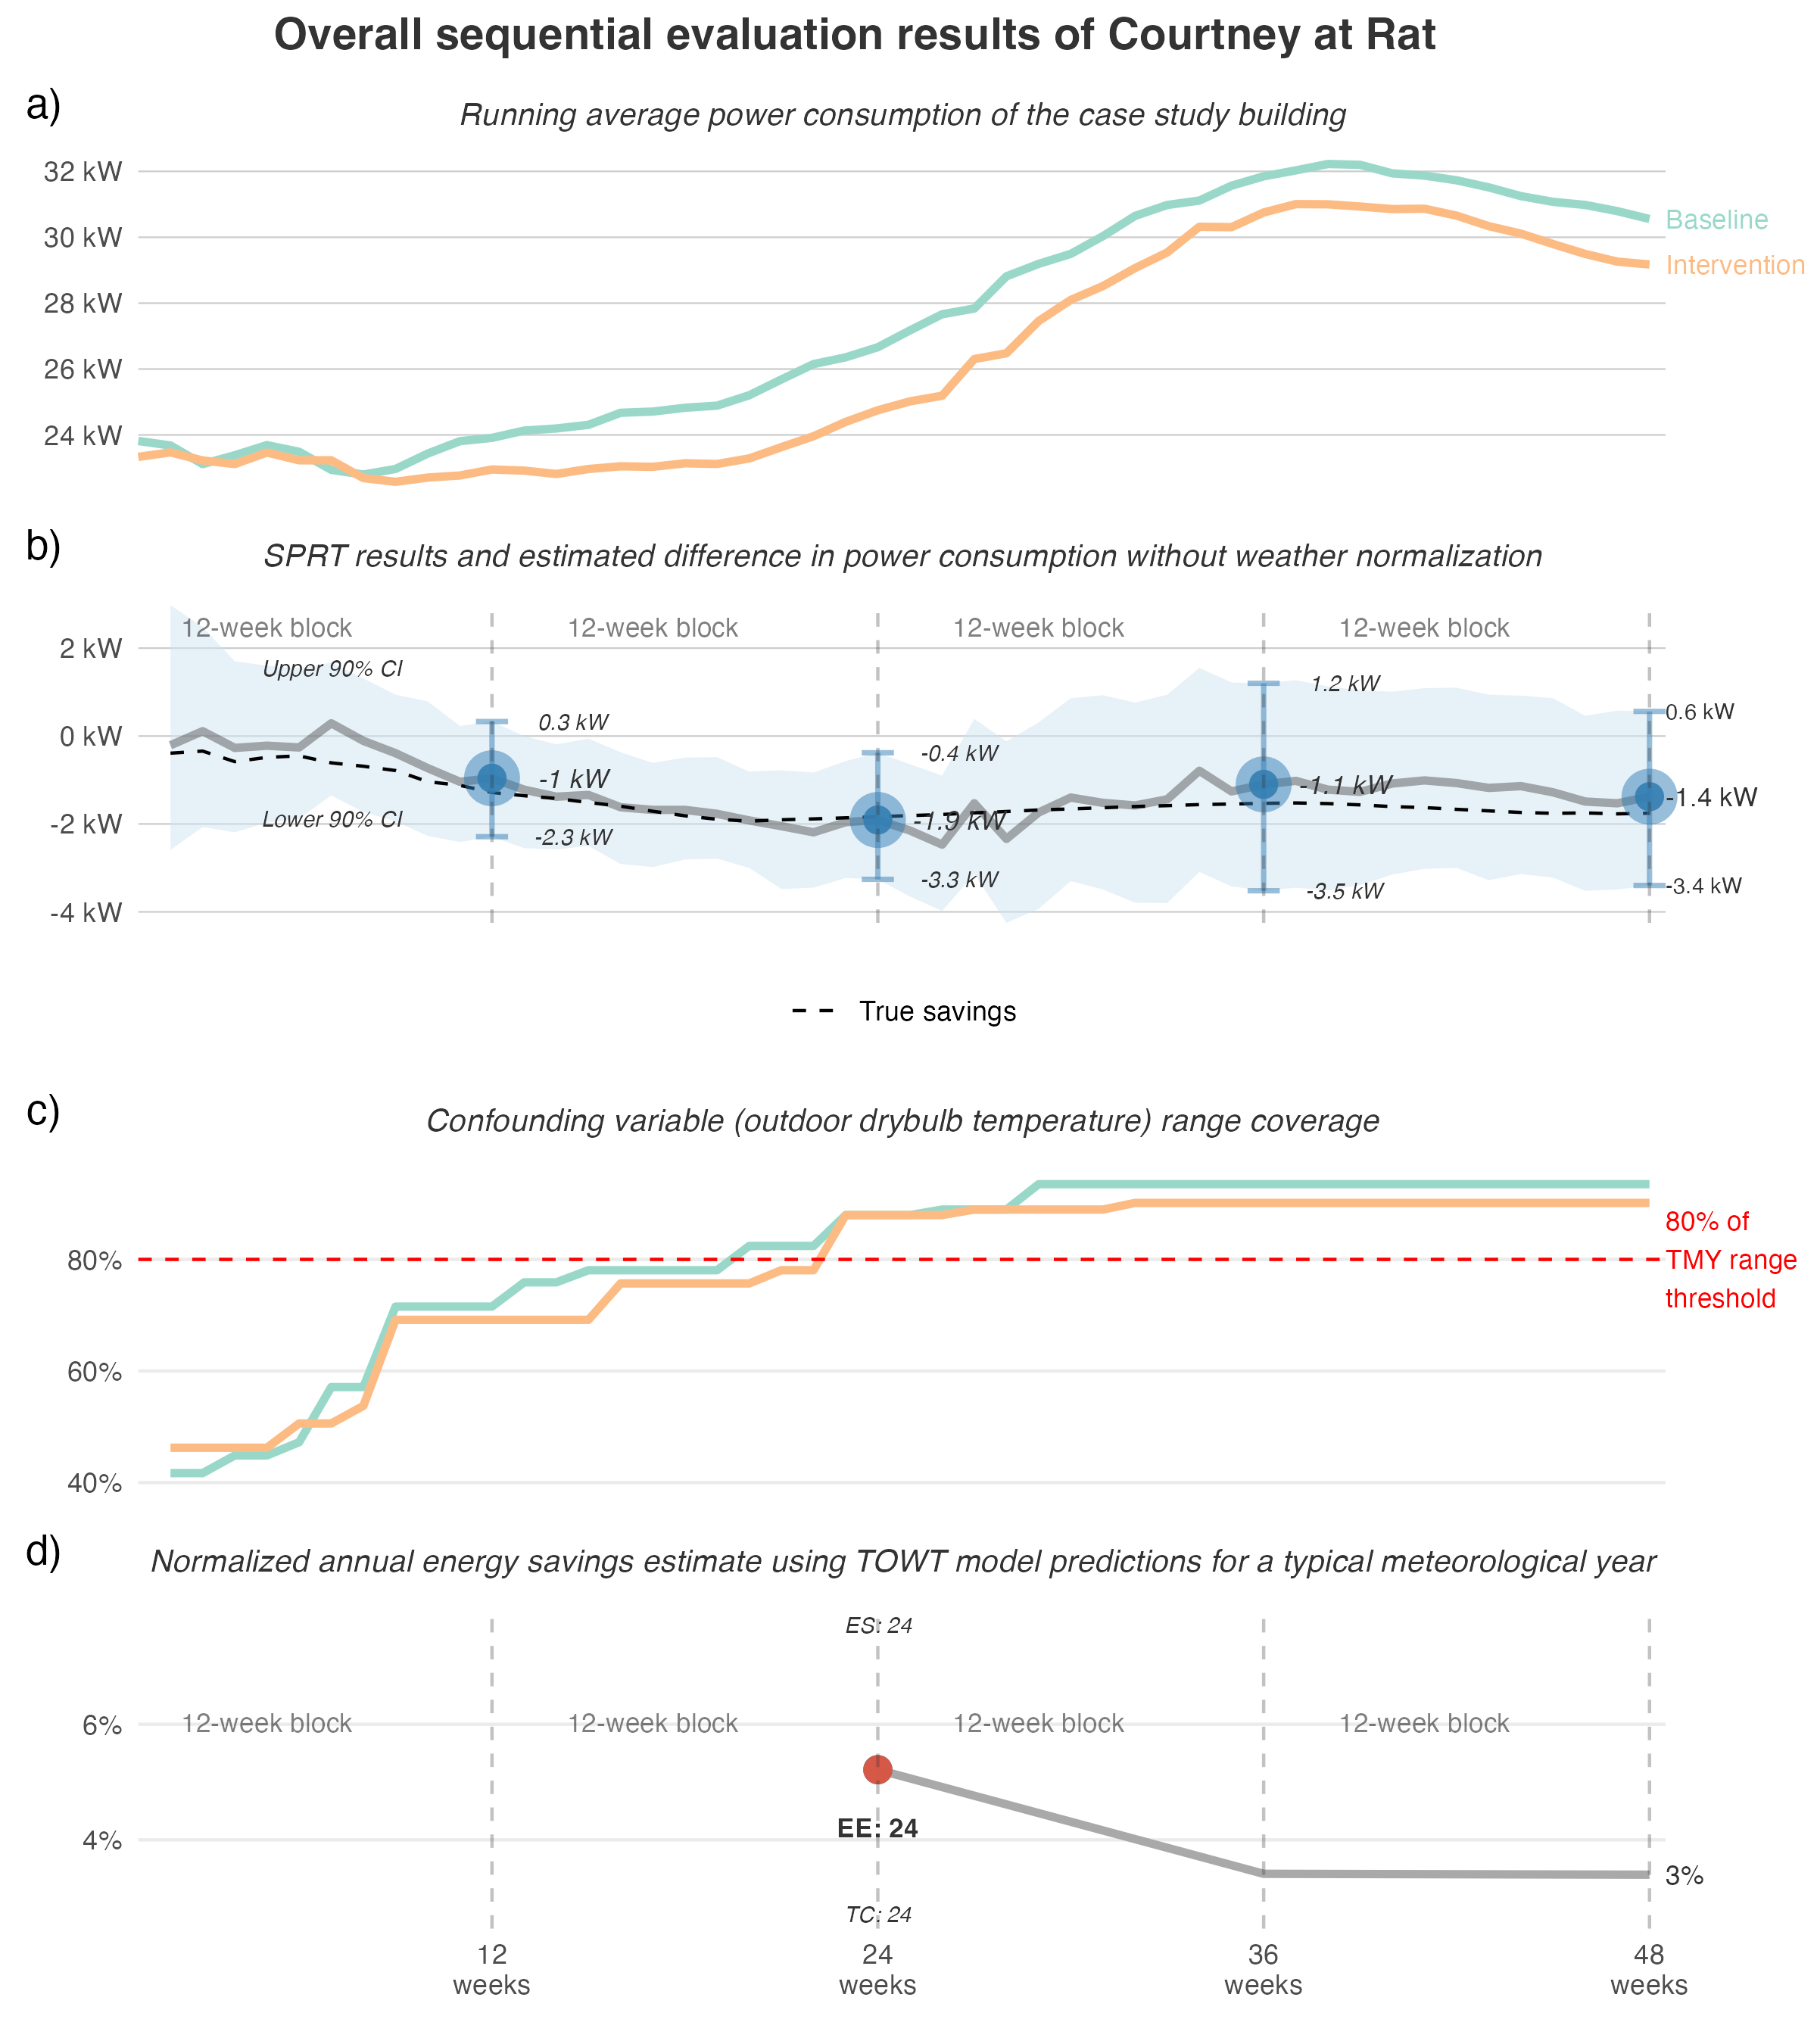 Overall sequential evaluation results of Courtney at Rat
a)
Running average power consumption of the case study building
32 kW
30 kW
28 kW
26 kW
24 kW
Baseline
Intervention
b)
SPRT results and estimated difference in power consumption without weather normalization
12-week block
12-week block
12-week block
12-week block
2 kW
0 kW
-2 kW
-4 kW
Upper 90% CI
Lower 90% CI
0.3 kW
-1 kW
-2.3 kW
-0.4 kW
-1.9 kW
-3.3 kW
1.2 kW
-1.1 kW
-3.5 kW
0.6 kW
-1.4 kW
-3.4 kW
True savings
c)
Confounding variable (outdoor drybulb temperature) range coverage
80%
60%
40%
80% of
TMY range
threshold
d)
Normalized annual energy savings estimate using TOWT model predictions for a typical meteorological year
ES: 24
12-week block
12-week block
12-week block
12-week block
6%
4%
EE: 24
3%
TC: 24
12
weeks
24
weeks
36
weeks
48
weeks